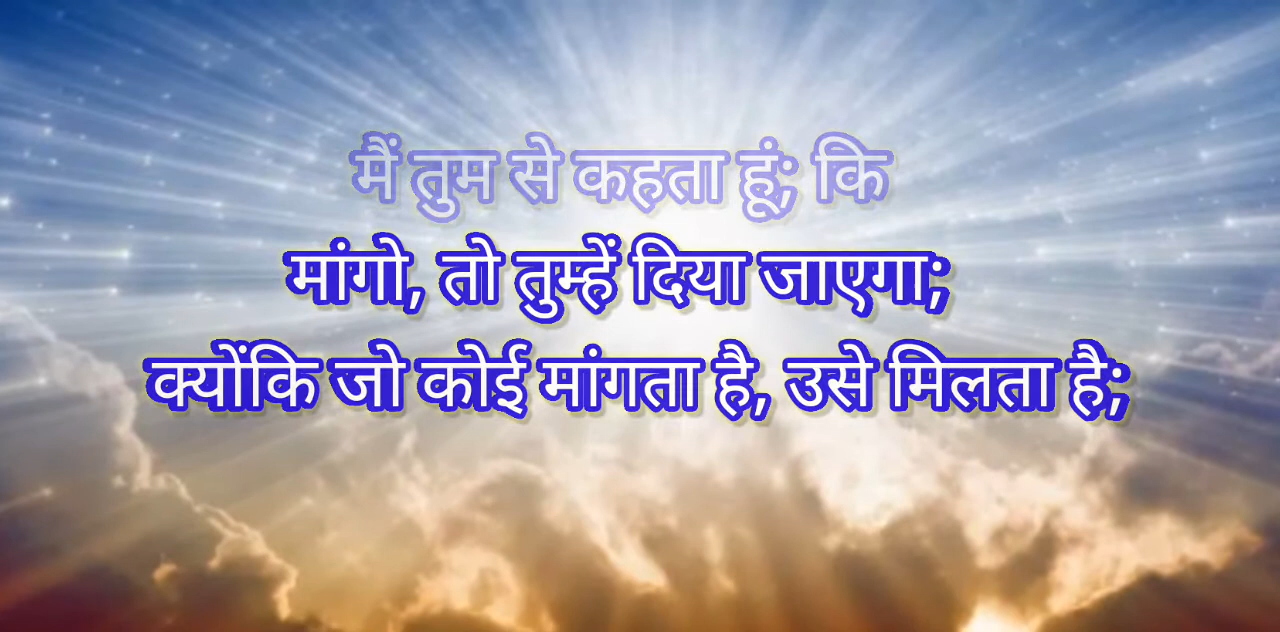 मैं तुम से कहता हूं; कि
मांगो, तो तुम्हें दिया जाएगा;
क्योंकि जो कोई मांगता है, उसे मिलता है;